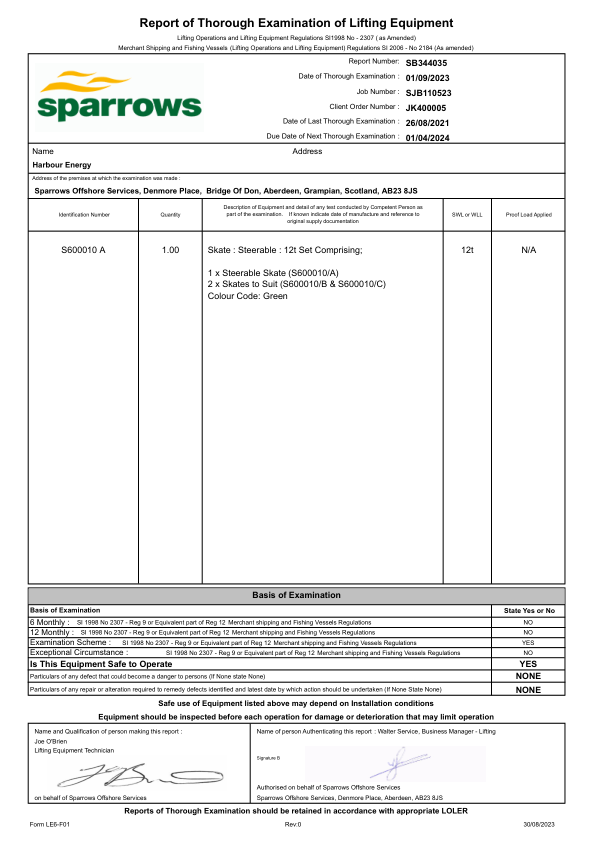 Report of Thorough Examination of Lifting Equipment
Lifting Operations and Lifting Equipment Regulations SI1998 No - 2307 ( as Amended)
Merchant Shipping and Fishing Vessels (Lifting Operations and Lifting Equipment) Regulations SI 2006 - No 2184 (As amended)
sparrows
Report Number: SB344035
Date of Thorough Examination : 01/09/2023
Job Number : SJB110523
Client Order Number : JK400005
Date of Last Thorough Examination : 26/08/2021
Due Date of Next Thorough Examination : 01/04/2024
Name Address
Harbour Energy
Address of the premises at which the examination was made :
Sparrows Offshore Services, Denmore Place, Bridge Of Don, Aberdeen, Grampian, Scotland, AB23 8JS
Identification Number Quantity Description of Equipment and detail of any test conducted by Competent Person as part of the examination. If known indicate date of manufacture and reference to original supply documentation SWL or WLL Proof Load Applied
S600010 A 1.00 Skate : Steerable : 12t Set Comprising; 12t N/A
1 x Steerable Skate (S600010/A)
2 x Skates to Suit (S600010/B & S600010/C)
Colour Code: Green
Basis of Examination
Basis of Examination State Yes or No
6 Monthly : SI 1998 No 2307 - Reg 9 or Equivalent part of Reg 12 Merchant shipping and Fishing Vessels Regulations NO
12 Monthly : SI 1998 No 2307 - Reg 9 or Equivalent part of Reg 12 Merchant shipping and Fishing Vessels Regulations NO
Examination Scheme : SI 1998 No 2307 - Reg 9 or Equivalent part of Reg 12 Merchant shipping and Fishing Vessels Regulations YES
Exceptional Circumstance : SI 1998 No 2307 - Reg 9 or Equivalent part of Reg 12 Merchant shipping and Fishing Vessels Regulations NO
Is This Equipment Safe to Operate YES
Particulars of any defect that could become a danger to persons (If None state None) NONE
Particulars of any repair or alteration required to remedy defects identified and latest date by which action should be undertaken (If None State None) NONE
Safe use of Equipment listed above may depend on Installation conditions
Equipment should be inspected before each operation for damage or deterioration that may limit operation
Name and Qualification of person making this report :
Joe O'Brien
Lifting Equipment Technician
on behalf of Sparrows Offshore Services
Name of person Authenticating this report : Walter Service, Business Manager - Lifting
Signature B
Authorised on behalf of Sparrows Offshore Services
Sparrows Offshore Services, Denmore Place, Aberdeen, AB23 8JS
Reports of Thorough Examination should be retained in accordance with appropriate LOLER
Form LE6-F01 Rev:0 30/08/2023